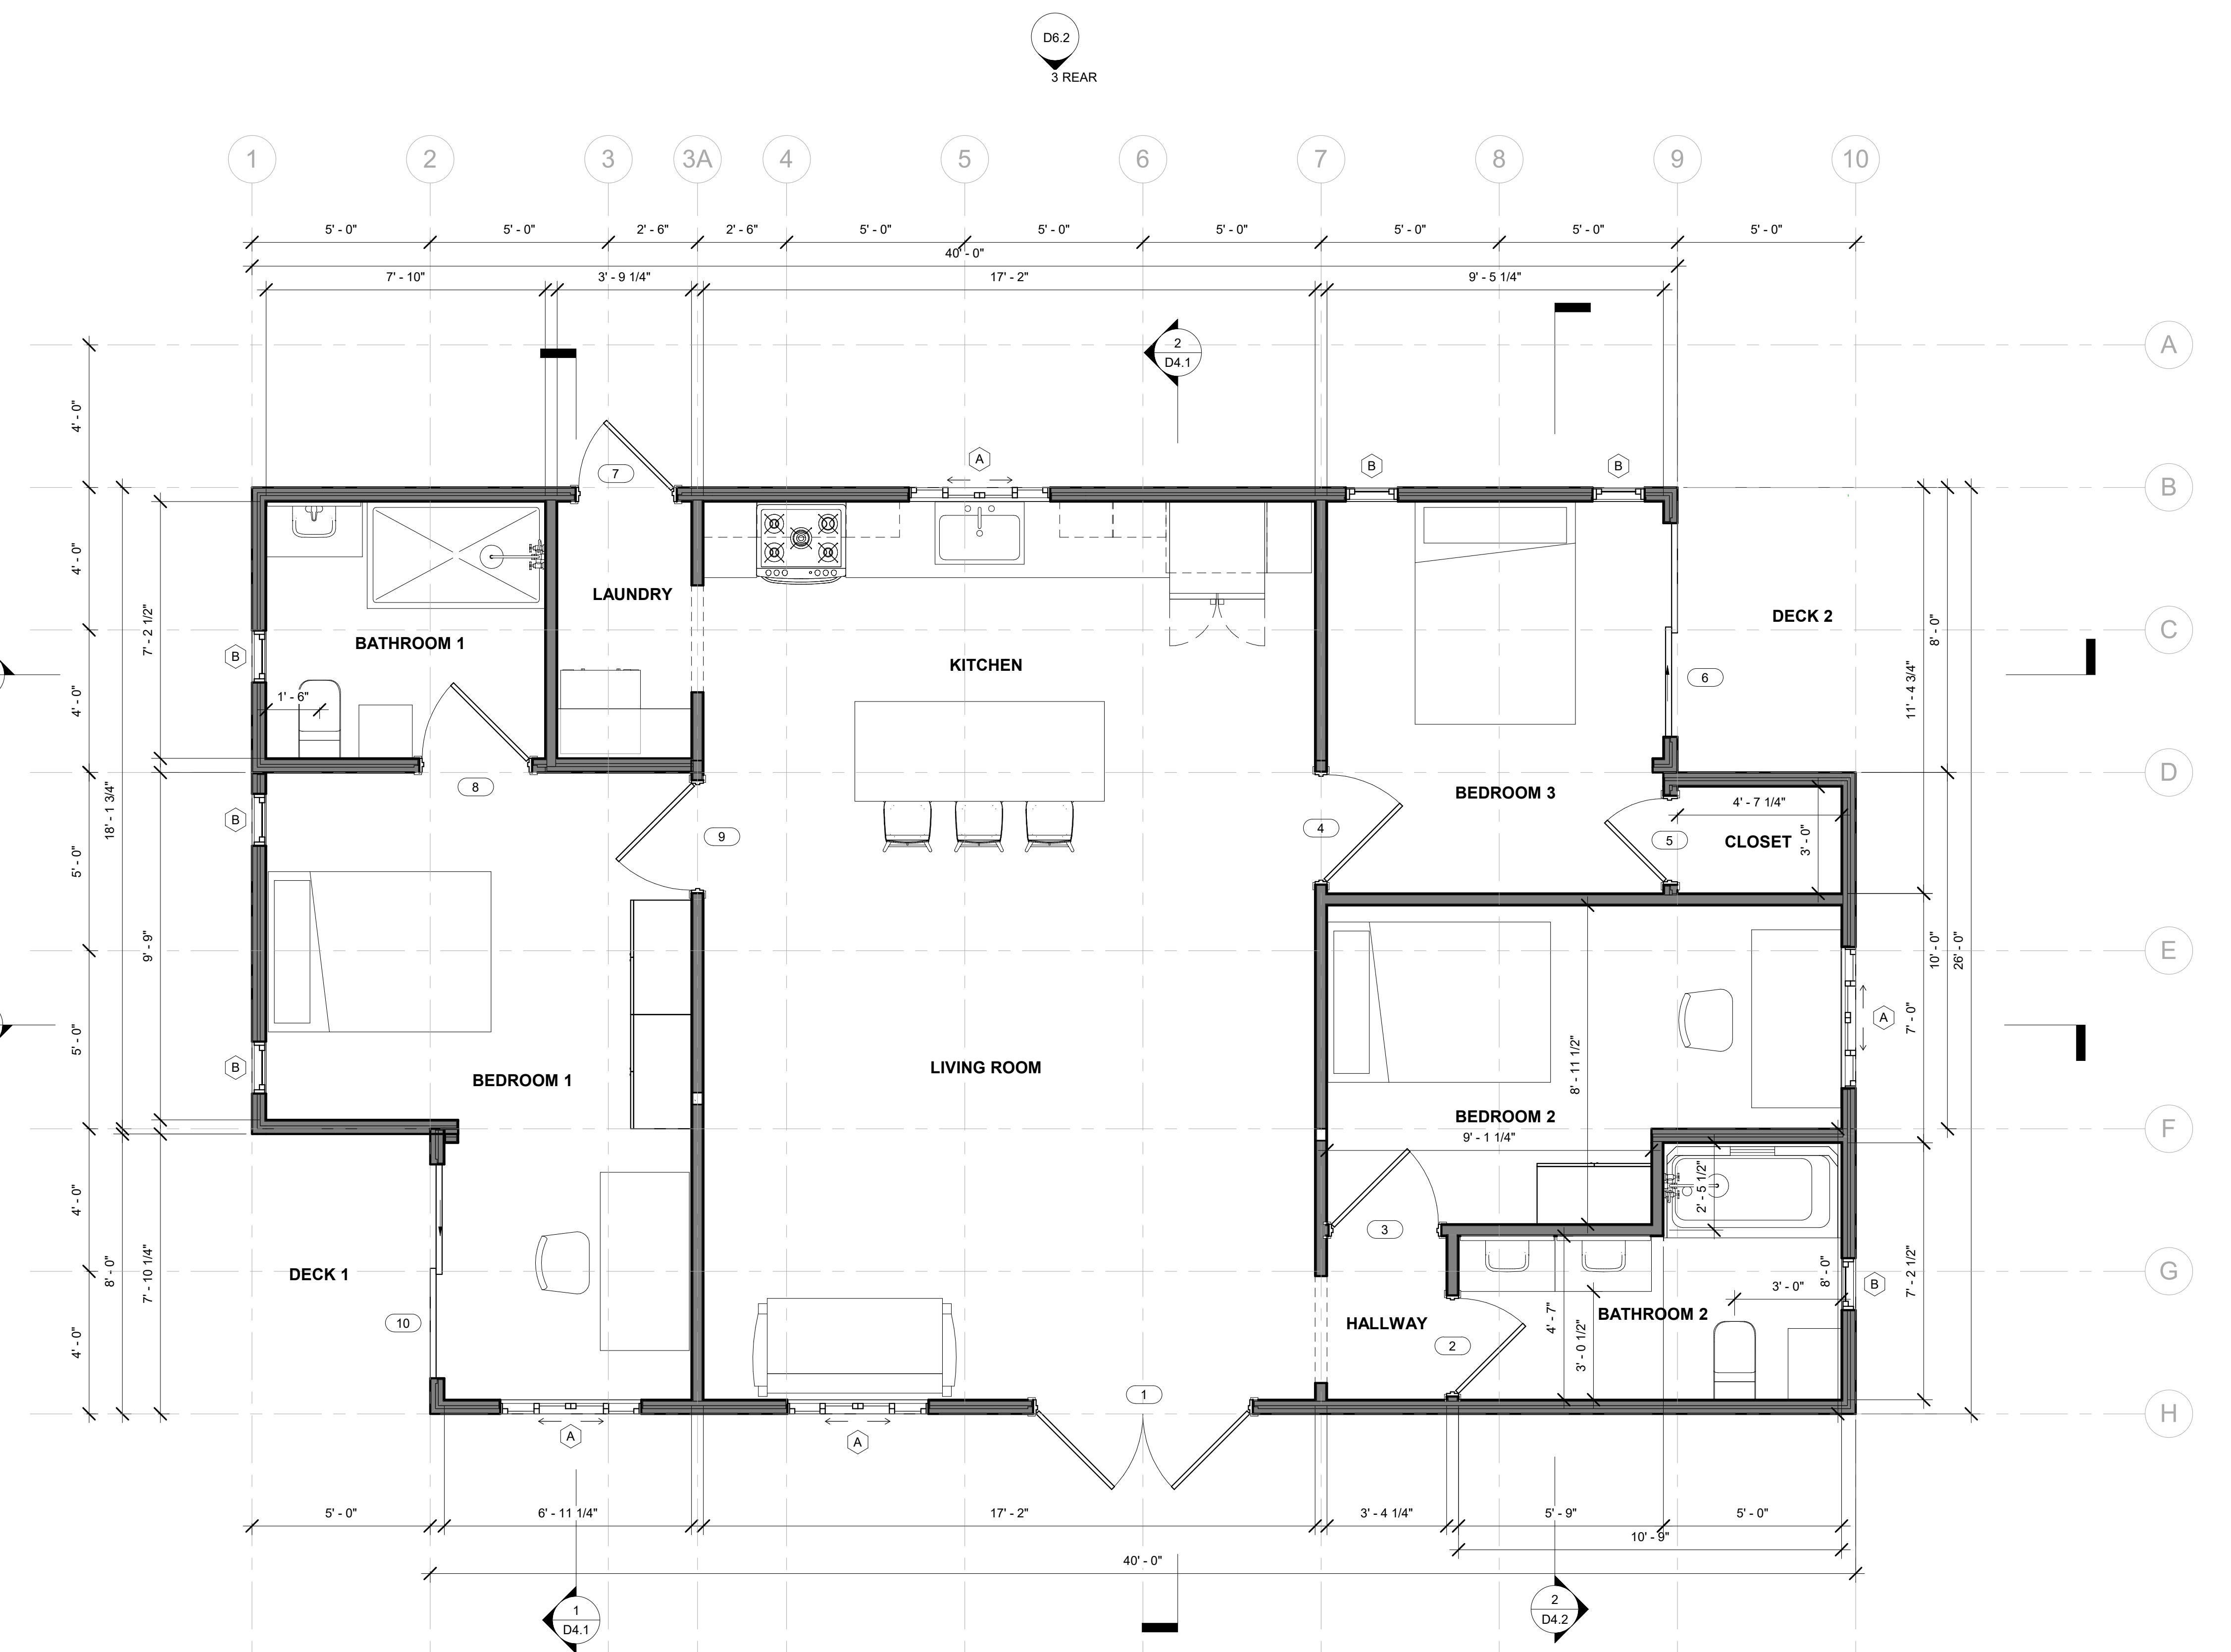 D6.2
3 REAR
1 2 3 3A 4 5 6 7 8 9 10
5' - 0" 5' - 0" 2' - 6" 2' - 6" 5' - 0" 5' - 0" 5' - 0" 5' - 0" 5' - 0" 5' - 0"
40' - 0"
7' - 10" 3' - 9 1/4" 17' - 2" 9' - 5 1/4"
2
D4.1
A
4' - 0"
A
B
B
7
B
4' - 0"
7' - 2 1/2"
LAUNDRY
BATHROOM 1
KITCHEN
DECK 2
8' - 0"
C
B
11' - 4 3/4"
6
4' - 0"
1' - 6"
D
8
BEDROOM 3
4' - 7 1/4"
18' - 1 3/4"
B
9
4
5
CLOSET
3' - 0"
5' - 0"
9' - 9"
10' - 0"
26' - 0"
E
5' - 0"
A
7' - 0"
B
BEDROOM 1
LIVING ROOM
8' - 11 1/2"
BEDROOM 2
9' - 1 1/4"
F
4' - 0"
2' - 5 1/2"
3
8' - 0"
7' - 10 1/4"
DECK 1
G
8' - 0"
7' - 2 1/2"
3' - 0"
B
10
HALLWAY
4' - 7"
BATHROOM 2
2
3' - 0 1/2"
4' - 0"
1
H
A
A
5' - 0" 6' - 11 1/4" 17' - 2" 3' - 4 1/4" 5' - 9" 5' - 0"
10' - 9"
40' - 0"
1
D4.1
2
D4.2